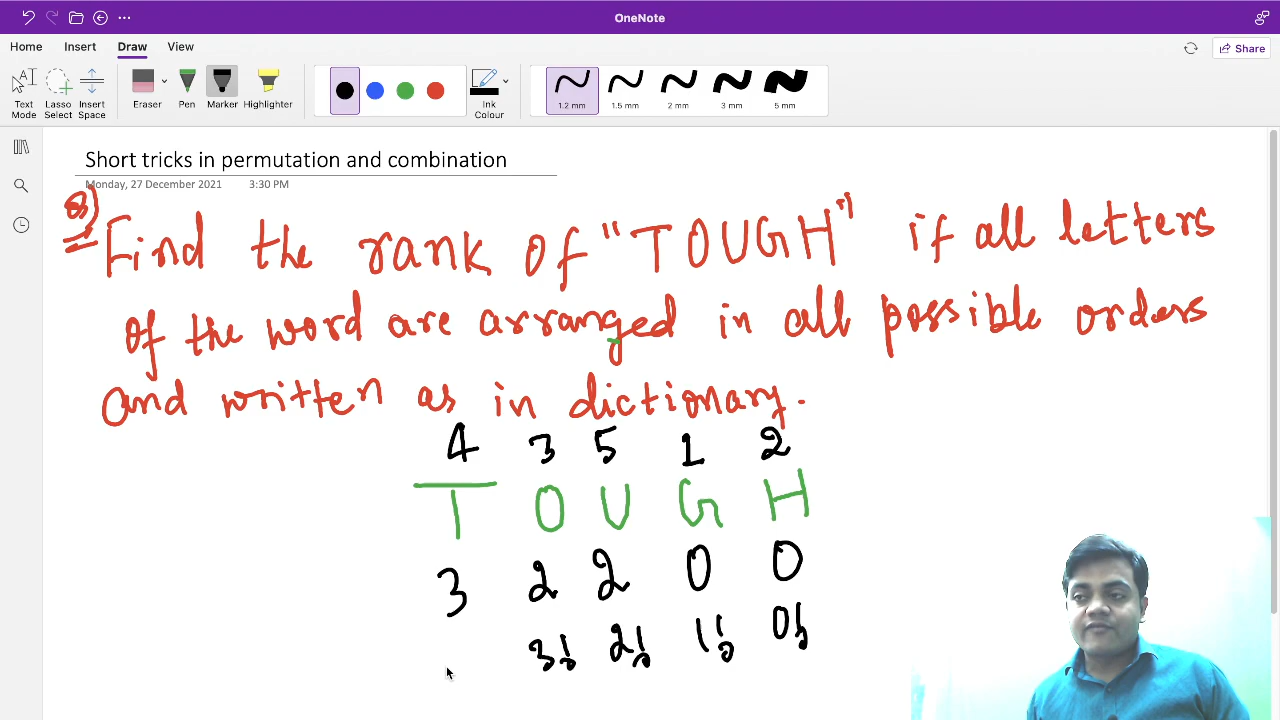 OneNote
Home Insert Draw View
Share
Text Mode Lasso Select Insert Space Eraser Pen Marker Highlighter Ink Colour 1.2 mm 1.5 mm 2 mm 3 mm 5 mm
Short tricks in permutation and combination
Monday, 27 December 2021 3:30 PM
Q) Find the rank of "TOUGH" if all letters
of the word are arranged in all possible orders
and written as in dictionary.
4 3 5 1 2
T O U G H
3 2 2 0 0
3! 2! 1! 0!